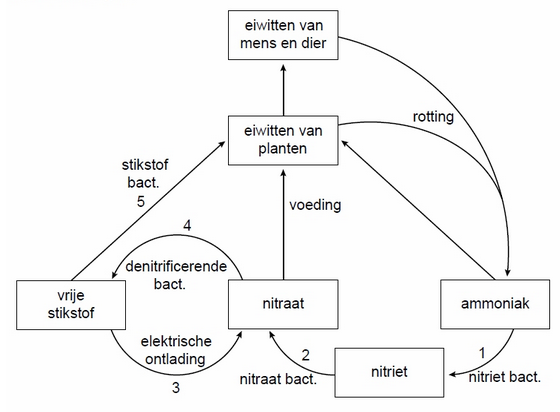 eiwitten van
mens en dier
rotting
eiwitten van
planten
stikstof
bact.
5
voeding
4
denitrificerende
bact.
vrije
stikstof
nitraat
ammoniak
elektrische
ontlading
3
2
nitraat bact.
nitriet
1
nitriet bact.